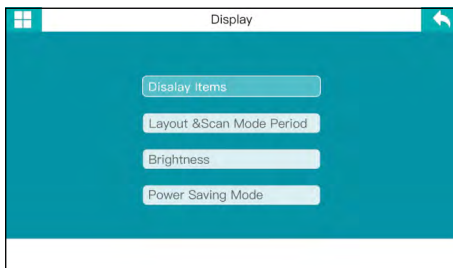 Display
Disalay Items
Layout &Scan Mode Period
Brightness
Power Saving Mode